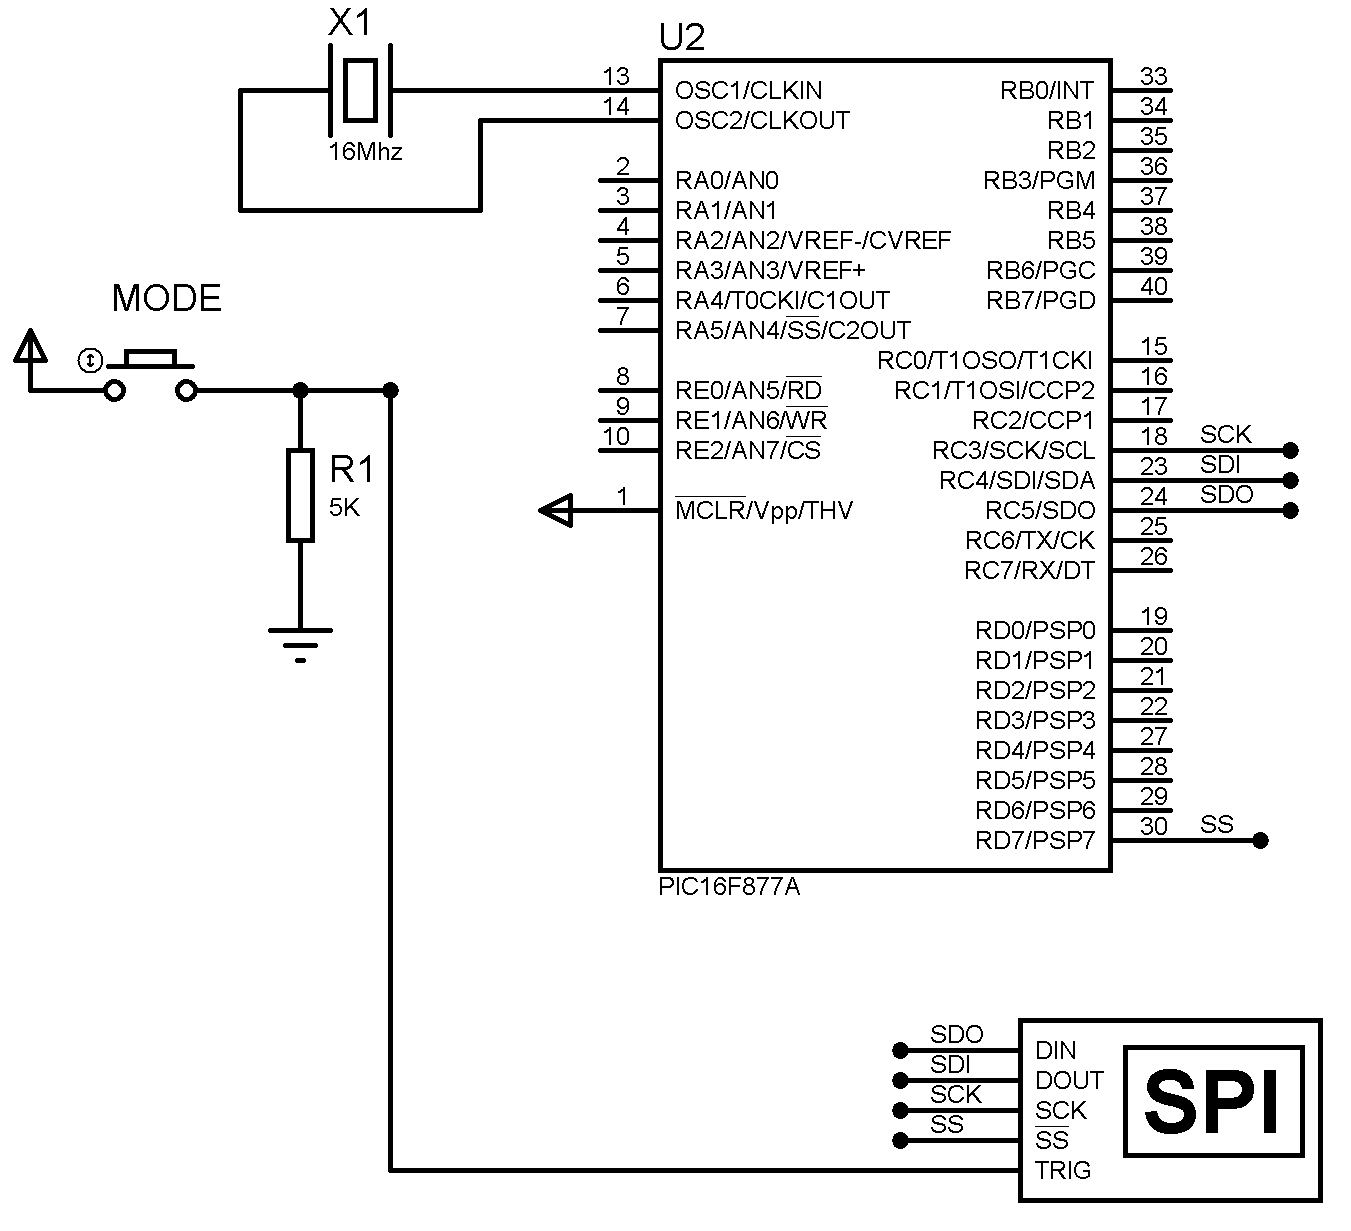 X1
16Mhz
U2
13 OSC1/CLKIN RB0/INT 33
14 OSC2/CLKOUT RB1 34
RB2 35
2 RA0/AN0 RB3/PGM 36
3 RA1/AN1 RB4 37
4 RA2/AN2/VREF-/CVREF RB5 38
5 RA3/AN3/VREF+ RB6/PGC 39
6 RA4/T0CKI/C1OUT RB7/PGD 40
7 RA5/AN4/SS/C2OUT
RC0/T1OSO/T1CKI 15
8 RE0/AN5/RD RC1/T1OSI/CCP2 16
9 RE1/AN6/WR RC2/CCP1 17
10 RE2/AN7/CS RC3/SCK/SCL 18 SCK
RC4/SDI/SDA 23 SDI
1 MCLR/Vpp/THV RC5/SDO 24 SDO
RC6/TX/CK 25
RC7/RX/DT 26
RD0/PSP0 19
RD1/PSP1 20
RD2/PSP2 21
RD3/PSP3 22
RD4/PSP4 27
RD5/PSP5 28
RD6/PSP6 29
RD7/PSP7 30 SS
PIC16F877A
MODE
R1
5K
SDO DIN
SDI DOUT
SCK SCK
SS SS
TRIG
SPI